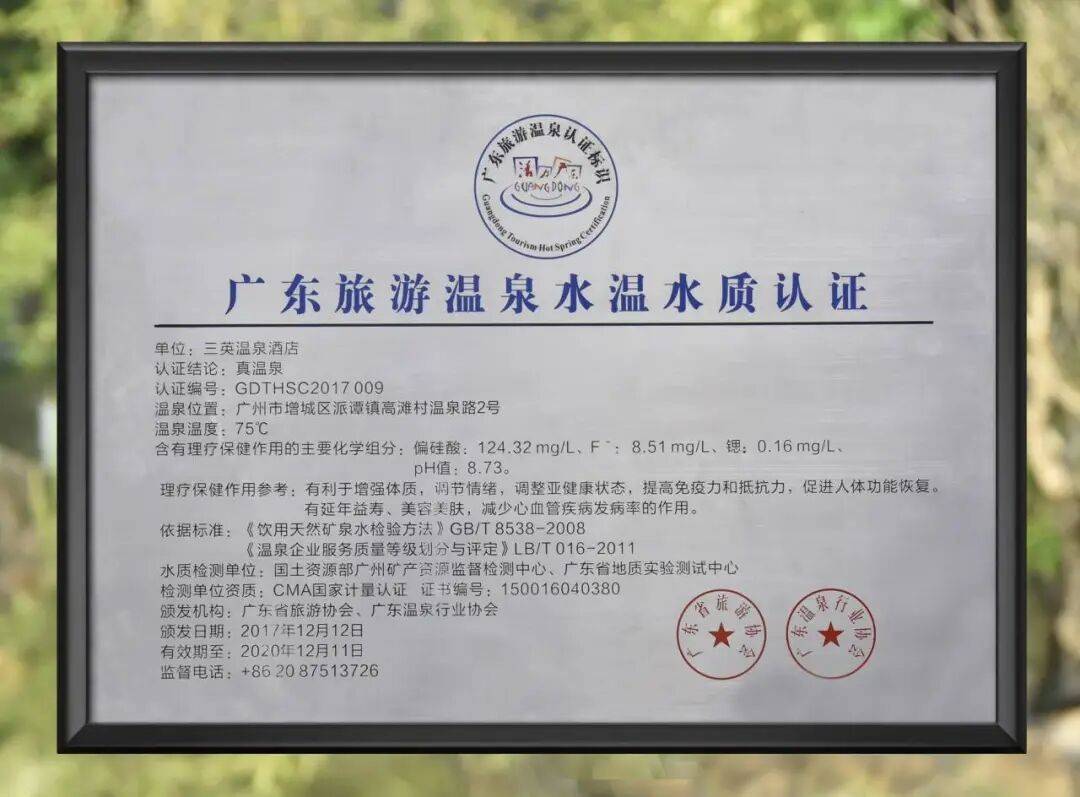 广东旅游温泉认证标识
活力广东
GUANGDONG
Guangdong Tourism Hot Spring Certification
广东旅游温泉水温水质认证
单位：三英温泉酒店
认证结论：真温泉
认证编号：GDTHSC2017 009
温泉位置：广州市增城区派谭镇高滩村温泉路2号
温泉温度：75℃
含有理疗保健作用的主要化学组分：偏硅酸：124.32 mg/L、F⁻：8.51 mg/L、锶：0.16 mg/L、
pH值：8.73。
理疗保健作用参考：有利于增强体质，调节情绪，调整亚健康状态，提高免疫力和抵抗力，促进人体功能恢复。
有延年益寿、美容美肤，减少心血管疾病发病率的作用。
依据标准：《饮用天然矿泉水检验方法》GB/T 8538-2008
《温泉企业服务质量等级划分与评定》LB/T 016-2011
水质检测单位：国土资源部广州矿产资源监督检测中心、广东省地质实验测试中心
检测单位资质：CMA国家计量认证 证书编号：150016040380
颁发机构：广东省旅游协会、广东温泉行业协会
颁发日期：2017年12月12日
有效期至：2020年12月11日
监督电话：+86 20 87513726
广东省旅游协会
广东温泉行业协会